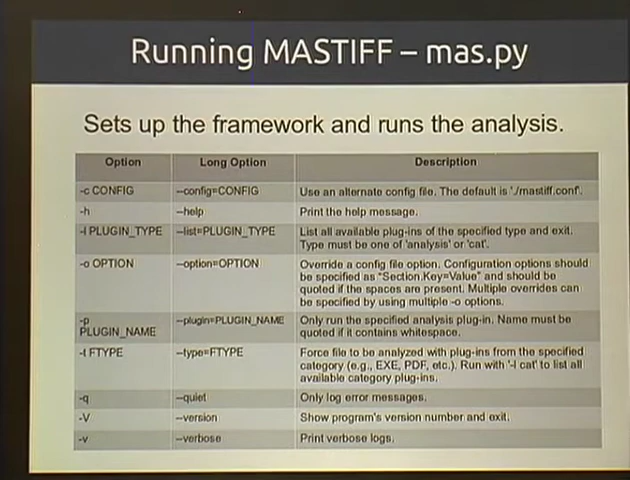 Running MASTIFF – mas.py
Sets up the framework and runs the analysis.
Option Long Option Description
-c CONFIG --config=CONFIG Use an alternate config file. The default is './mastiff.conf'.
-h --help Print the help message.
-l PLUGIN_TYPE --list=PLUGIN_TYPE List all available plug-ins of the specified type and exit.
Type must be one of 'analysis' or 'cat'.
-o OPTION --option=OPTION Override a config file option. Configuration options should
be specified as "Section.Key=Value" and should be
quoted if the spaces are present. Multiple overrides can
be specified by using multiple -o options.
-p
PLUGIN_NAME --plugin=PLUGIN_NAME Only run the specified analysis plug-in. Name must be
quoted if it contains whitespace.
-t FTYPE --type=FTYPE Force file to be analyzed with plug-ins from the specified
category (e.g., EXE, PDF, etc.). Run with '-l cat' to list all
available category plug-ins.
-q --quiet Only log error messages.
-V --version Show program's version number and exit.
-v --verbose Print verbose logs.